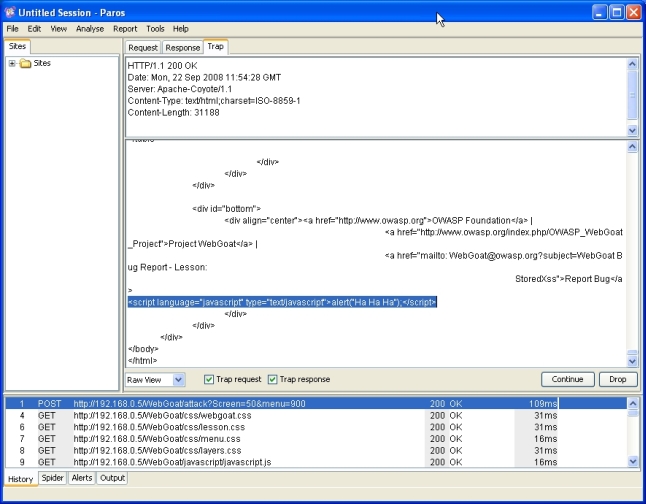 Untitled Session - Paros
File Edit View Analyse Report Tools Help
Sites
Request Response Trap
Sites
HTTP/1.1 200 OK
Date: Mon, 22 Sep 2008 11:54:28 GMT
Server: Apache-Coyote/1.1
Content-Type: text/html;charset=ISO-8859-1
Content-Length: 31188
</div>
</div>
</div>
<div id="bottom">
<div align="center"><a href="http://www.owasp.org">OWASP Foundation</a> |
<a href="http://www.owasp.org/index.php/OWASP_WebGoat
_Project">Project WebGoat</a> |
<a href="mailto: WebGoat@owasp.org?subject=WebGoat B
ug Report - Lesson:
StoredXss">Report Bug</a
>
<script language="javascript" type="text/javascript">alert("Ha Ha Ha");</script>
</div>
</div>
</div>
</body>
</html>
Raw View Trap request Trap response Continue Drop
1 POST http://192.168.0.5/WebGoat/attack?Screen=50&menu=900 200 OK 109ms
4 GET http://192.168.0.5/WebGoat/css/webgoat.css 200 OK 31ms
6 GET http://192.168.0.5/WebGoat/css/lesson.css 200 OK 31ms
7 GET http://192.168.0.5/WebGoat/css/menu.css 200 OK 16ms
8 GET http://192.168.0.5/WebGoat/css/layers.css 200 OK 31ms
9 GET http://192.168.0.5/WebGoat/javascript/javascript.js 200 OK 16ms
History Spider Alerts Output